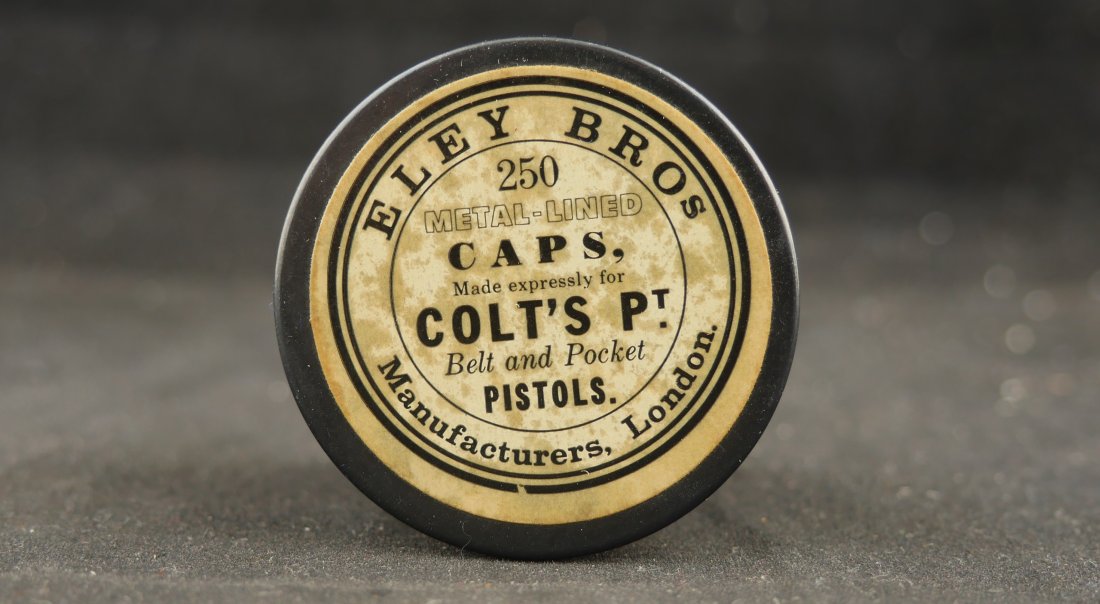 ELEY BROS
250
METAL-LINED
CAPS,
Made expressly for
COLT'S PT.
Belt and Pocket
PISTOLS.
Manufacturers, London.